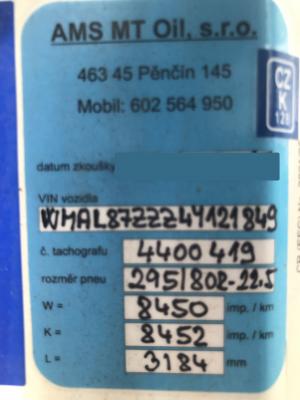 AMS MT Oil, s.r.o.
463 45 Pěnčín 145
Mobil: 602 564 950
CZ
K
128
datum zkoušky
VIN vozidla
WMAL87ZZZ4Y121849
č. tachografu 4400419
rozměr pneu 295/80R-22.5
W = 8450 imp. / km
K = 8452 imp. / km
L = 3184 mm